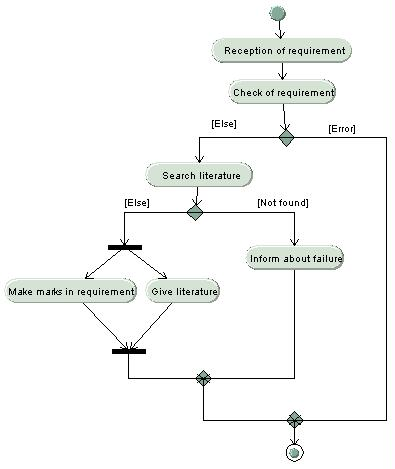 Reception of requirement
Check of requirement
[Else]
[Error]
Search literature
[Else]
[Not found]
Inform about failure
Make marks in requirement
Give literature